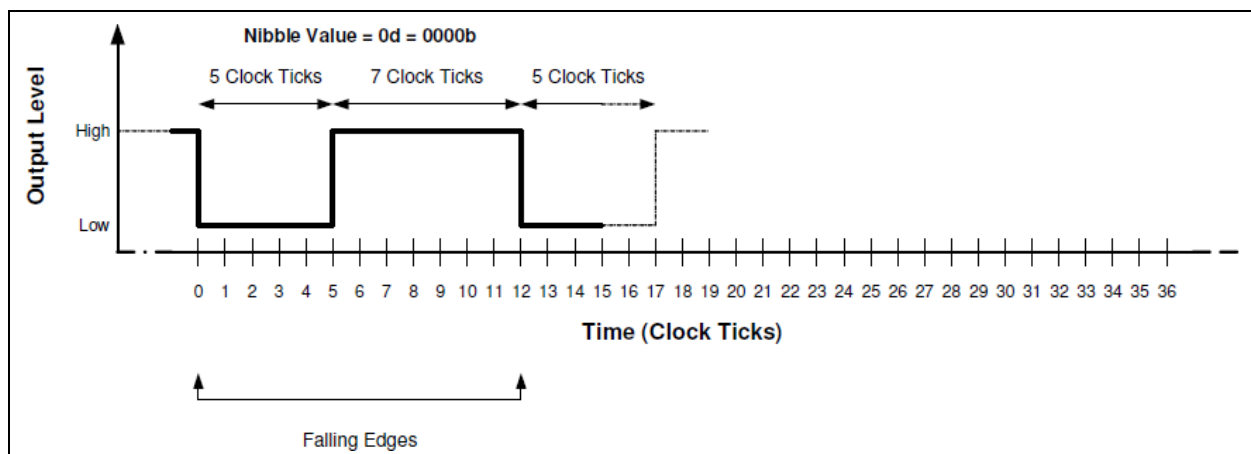 Nibble Value = 0d = 0000b
5 Clock Ticks 7 Clock Ticks 5 Clock Ticks
Output Level
High
Low
0 1 2 3 4 5 6 7 8 9 10 11 12 13 14 15 16 17 18 19 20 21 22 23 24 25 26 27 28 29 30 31 32 33 34 35 36
Time (Clock Ticks)
Falling Edges